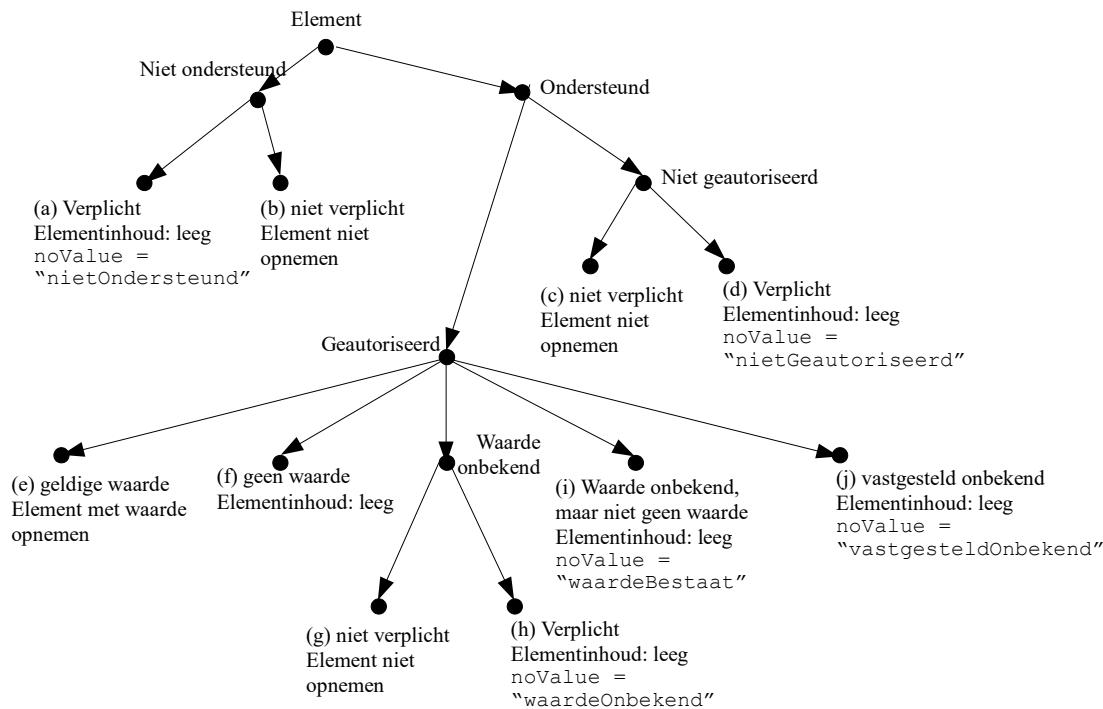 Element
Niet ondersteund
Ondersteund
Niet geautoriseerd
(a) Verplicht
Elementinhoud: leeg
noValue =
“nietOndersteund”
(b) niet verplicht
Element niet
opnemen
(c) niet verplicht
Element niet
opnemen
(d) Verplicht
Elementinhoud: leeg
noValue =
“nietGeautoriseerd”
Geautoriseerd
Waarde
onbekend
(e) geldige waarde
Element met waarde
opnemen
(f) geen waarde
Elementinhoud: leeg
(i) Waarde onbekend,
maar niet geen waarde
Elementinhoud: leeg
noValue =
“waardeBestaat”
(j) vastgesteld onbekend
Elementinhoud: leeg
noValue =
“vastgesteldOnbekend”
(g) niet verplicht
Element niet
opnemen
(h) Verplicht
Elementinhoud: leeg
noValue =
“waardeOnbekend”